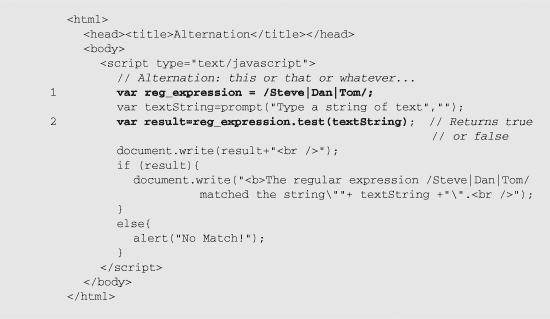 <html>
<head><title>Alternation</title></head>
<body>
<script type="text/javascript">
// Alternation: this or that or whatever...
1 var reg_expression = /Steve|Dan|Tom/;
var textString=prompt("Type a string of text","");
2 var result=reg_expression.test(textString); // Returns true
// or false
document.write(result+"<br />");
if (result){
document.write("<b>The regular expression /Steve|Dan|Tom/
matched the string\""+ textString +"\".<br />");
}
else{
alert("No Match!");
}
</script>
</body>
</html>